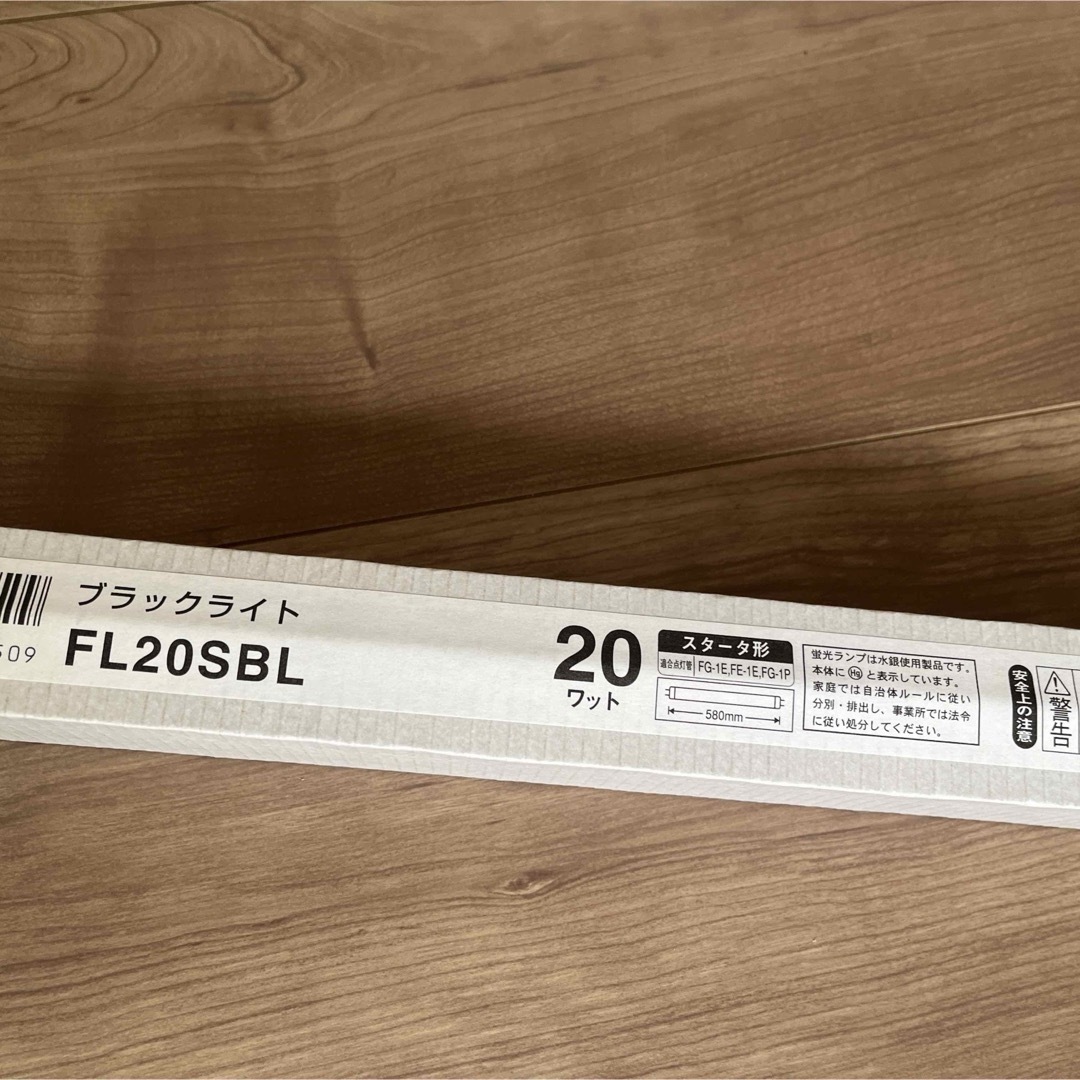 509
ブラックライト
FL20SBL
20
ワット
スタータ形
適合点灯管 FG-1E,FE-1E,FG-1P
580mm
蛍光ランプは水銀使用製品です。
本体に Hg と表示しています。
家庭では自治体ルールに従い
分別・排出し、事業所では法令
に従い処分してください。
安全上の注意
警告